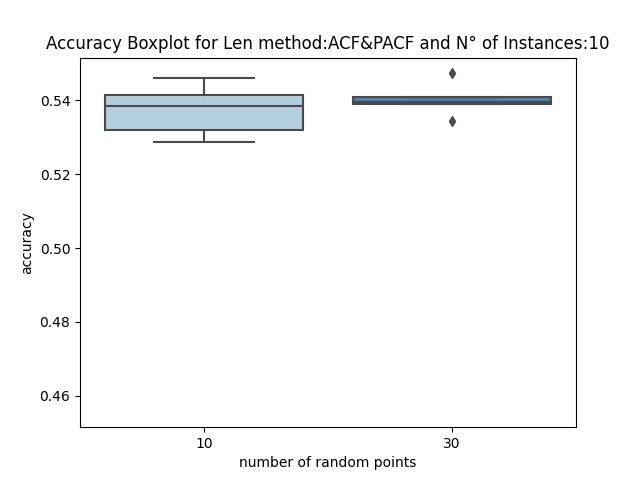 Accuracy Boxplot for Len method:ACF&PACF and N° of Instances:10
0.54
0.52
0.50
0.48
0.46
accuracy
10 30
number of random points